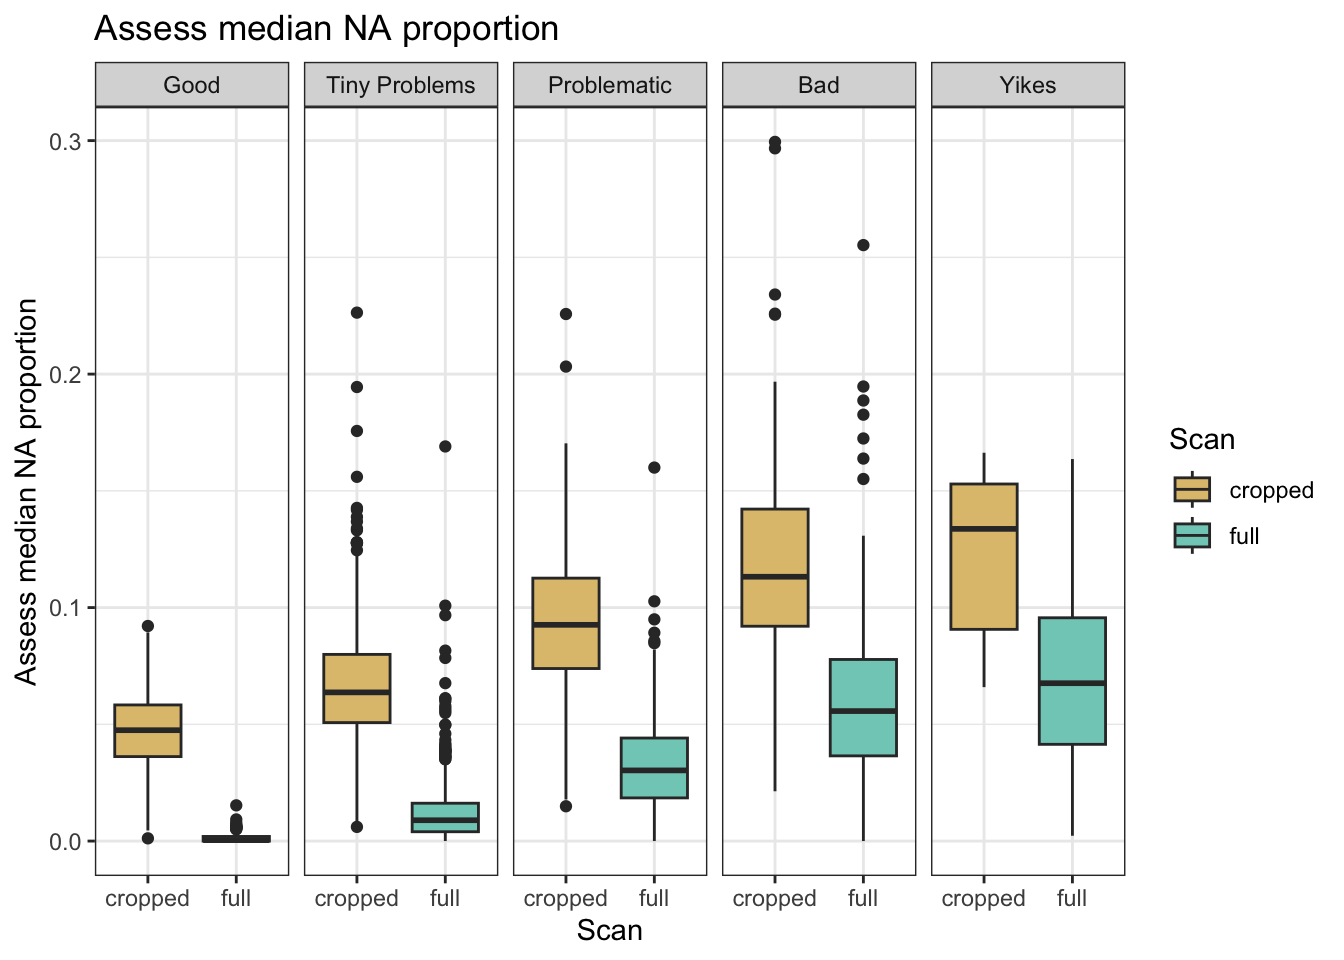 Assess median NA proportion
Good
Tiny Problems
Problematic
Bad
Yikes
Assess median NA proportion
0.3
0.2
0.1
0.0
cropped
full
cropped
full
cropped
full
cropped
full
cropped
full
Scan
Scan
cropped
full